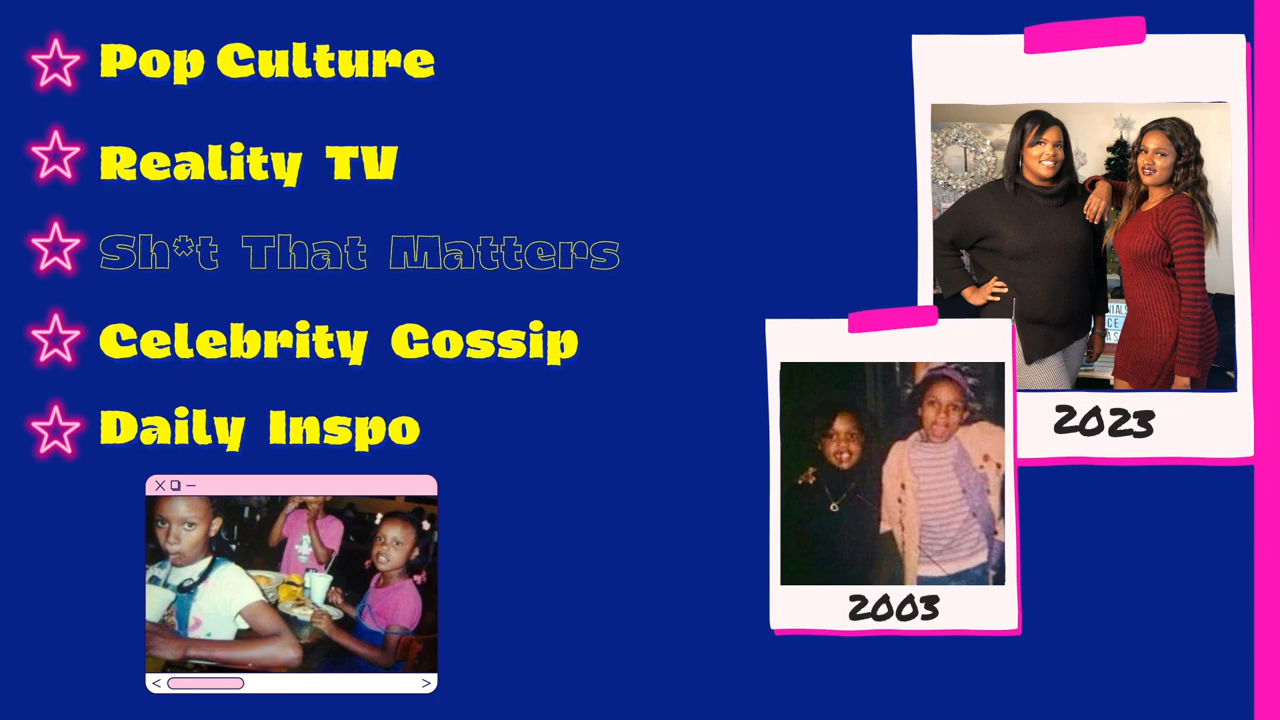 Pop Culture
Reality TV
Sh*t That Matters
Celebrity Gossip
Daily Inspo
2023
2003